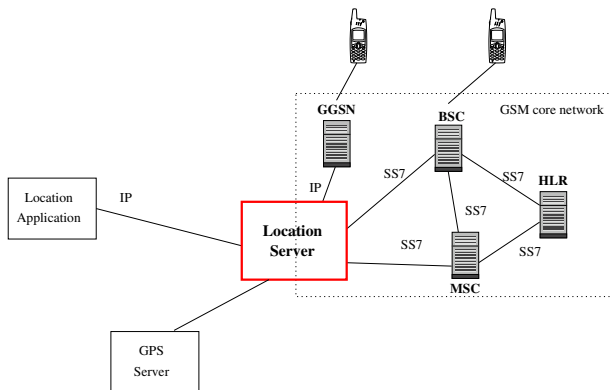 GGSN
BSC
GSM core network
SS7
SS7
HLR
IP
IP
Location
Application
SS7
Location
Server
SS7
SS7
MSC
GPS
Server